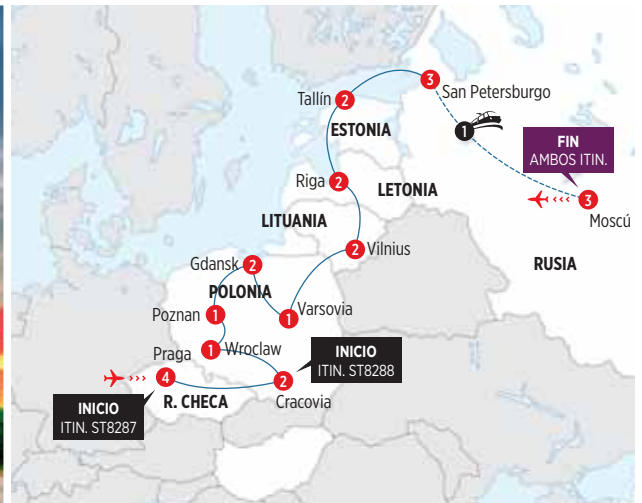 3
San Petersburgo
Tallín
2
ESTONIA
1
FIN
AMBOS ITIN.
Riga
2
LETONIA
3
Moscú
LITUANIA
2
Vilnius
RUSIA
Gdansk
2
POLONIA
Poznan
1
1
Varsovia
1
Wroclaw
Praga
INICIO
ITIN. ST8288
4
2
Cracovia
R. CHECA
INICIO
ITIN. ST8287